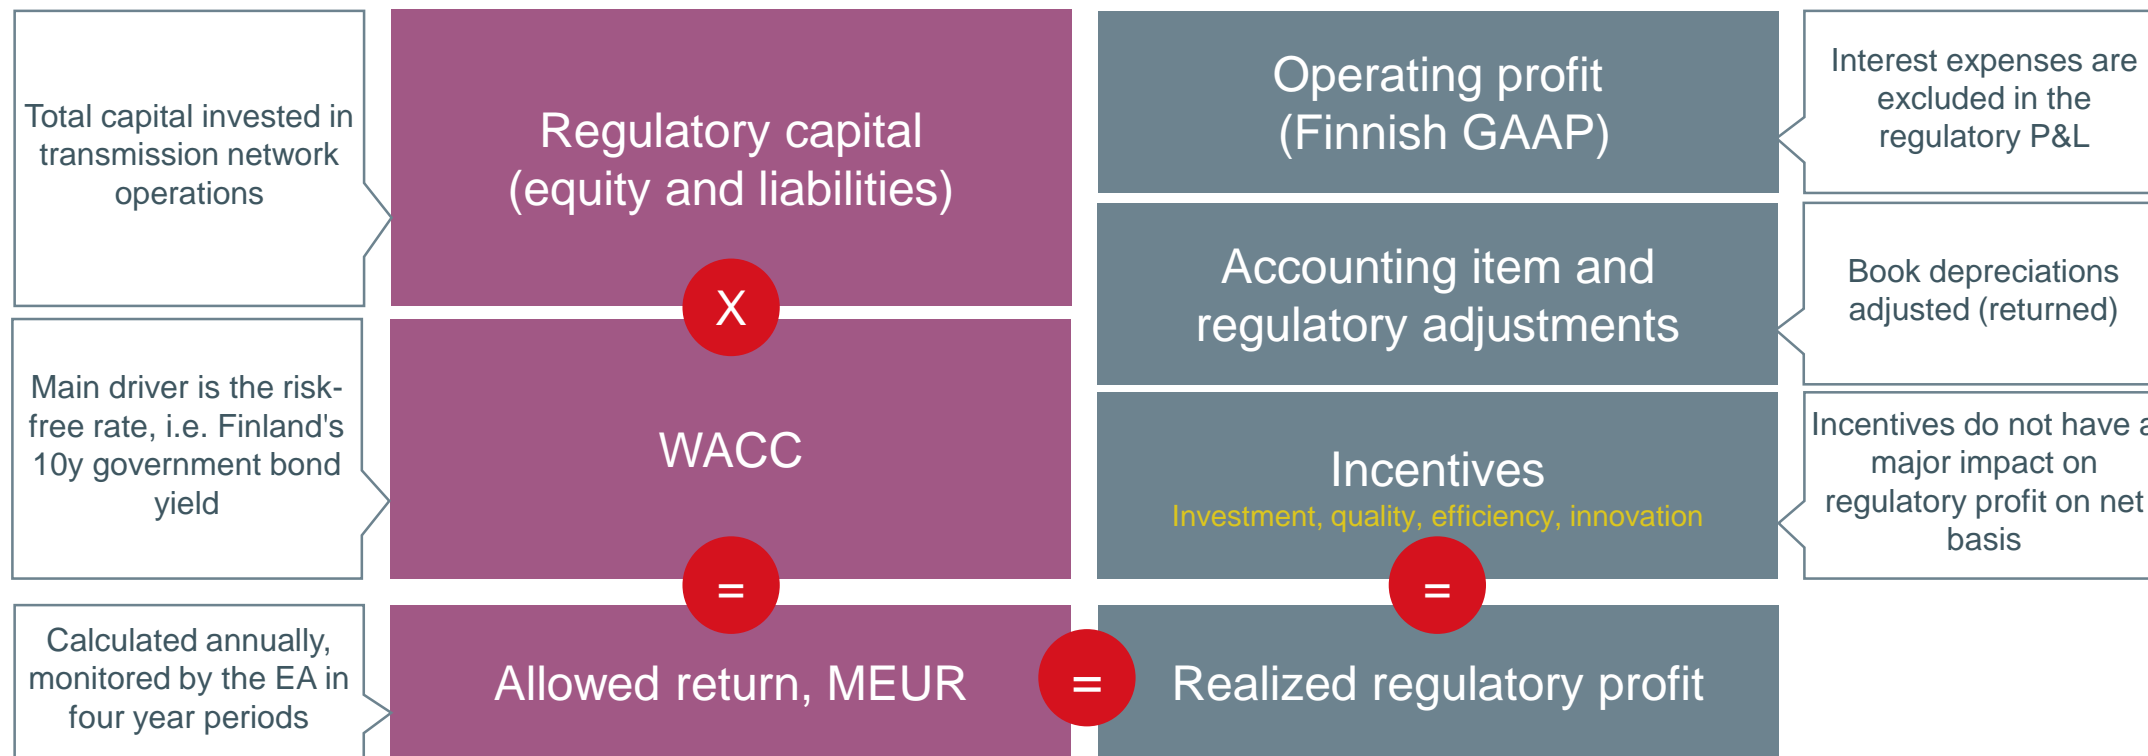 Total capital invested in
transmission network
operations
Regulatory capital
(equity and liabilities)
X
Main driver is the risk-
free rate, i.e. Finland's
10y government bond
yield
WACC
=
Calculated annually,
monitored by the EA in
four year periods
Allowed return, MEUR
=
Operating profit
(Finnish GAAP)
Interest expenses are
excluded in the
regulatory P&L
Accounting item and
regulatory adjustments
Book depreciations
adjusted (returned)
Incentives
Investment, quality, efficiency, innovation
Incentives do not have a
major impact on
regulatory profit on net
basis
=
Realized regulatory profit